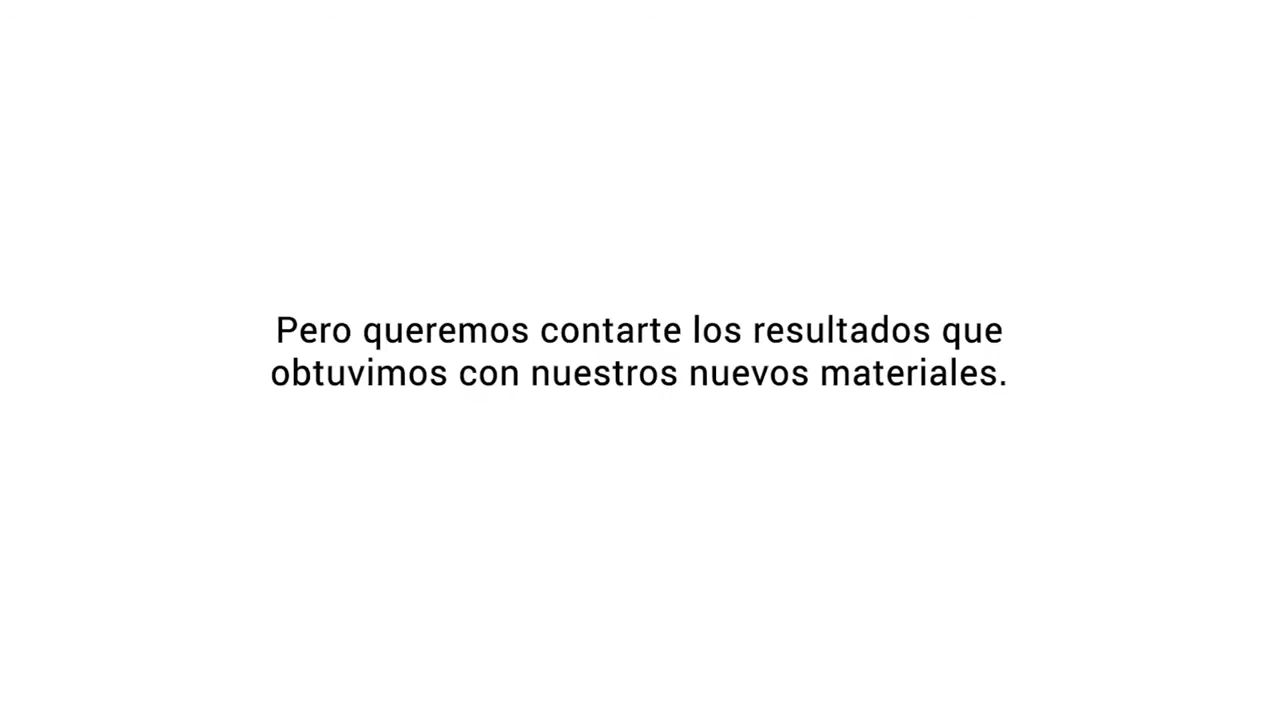 Pero queremos contarte los resultados que
obtuvimos con nuestros nuevos materiales.